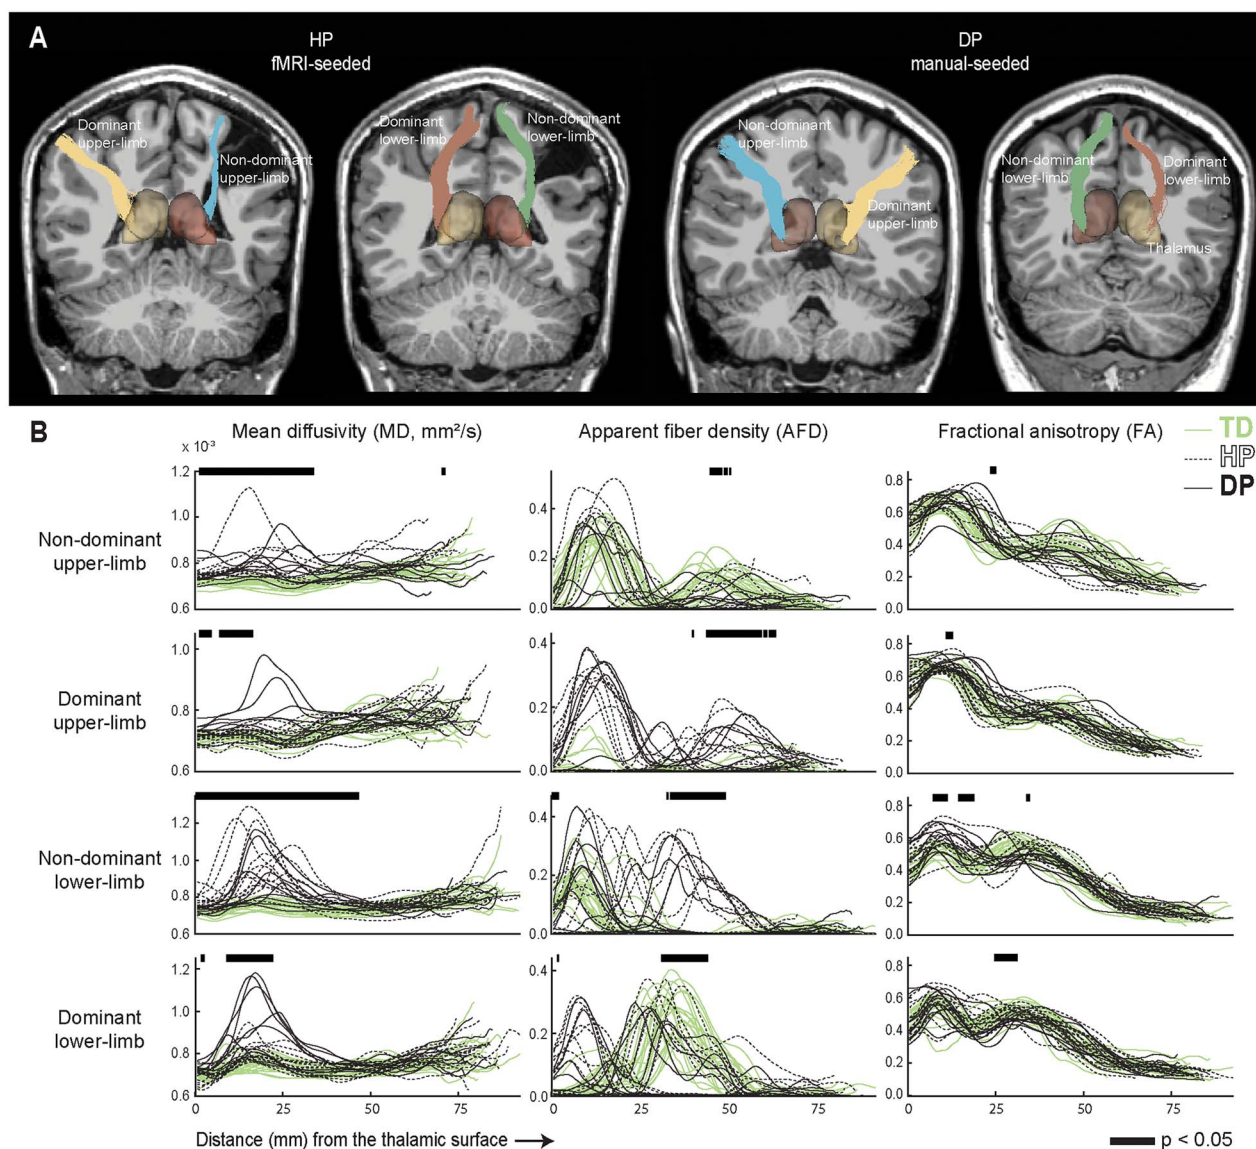 A
HP
fMRI-seeded
DP
manual-seeded
Dominant
upper-limb
Non-dominant
upper-limb
Dominant
lower-limb
Non-dominant
lower-limb
Non-dominant
upper-limb
Dominant
upper-limb
Non-dominant
lower-limb
Dominant
lower-limb
Thalamus
B
Mean diffusivity (MD, mm²/s)
Apparent fiber density (AFD)
Fractional anisotropy (FA)
TD
HP
DP
x 10⁻³
Non-dominant
upper-limb
1.2
1.0
0.8
0.6
0.4
0.2
0.0
0.8
0.6
0.4
0.2
0.0
Dominant
upper-limb
1.0
0.8
0.6
0.4
0.2
0.0
0.8
0.6
0.4
0.2
0.0
Non-dominant
lower-limb
1.2
1.0
0.8
0.6
0.4
0.2
0.0
0.8
0.6
0.4
0.2
0.0
Dominant
lower-limb
1.2
1.0
0.8
0.6
0.4
0.2
0.0
0.8
0.6
0.4
0.2
0.0
0 25 50 75
0 25 50 75
0 25 50 75
Distance (mm) from the thalamic surface →
p < 0.05